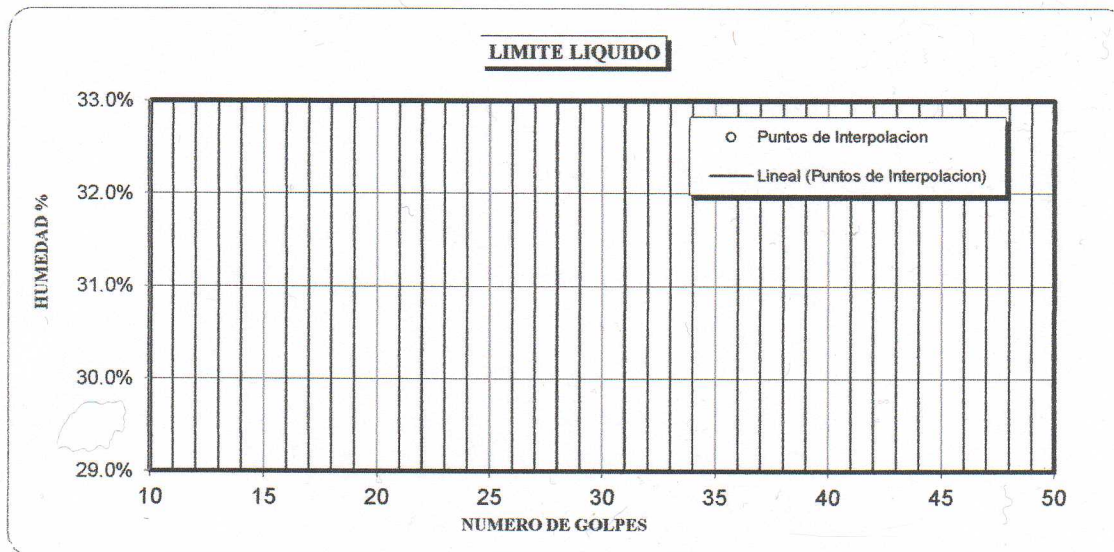 LIMITE LIQUIDO
33.0%
Puntos de Interpolacion
Lineal (Puntos de Interpolacion)
32.0%
31.0%
30.0%
29.0%
HUMEDAD %
10 15 20 25 30 35 40 45 50
NUMERO DE GOLPES